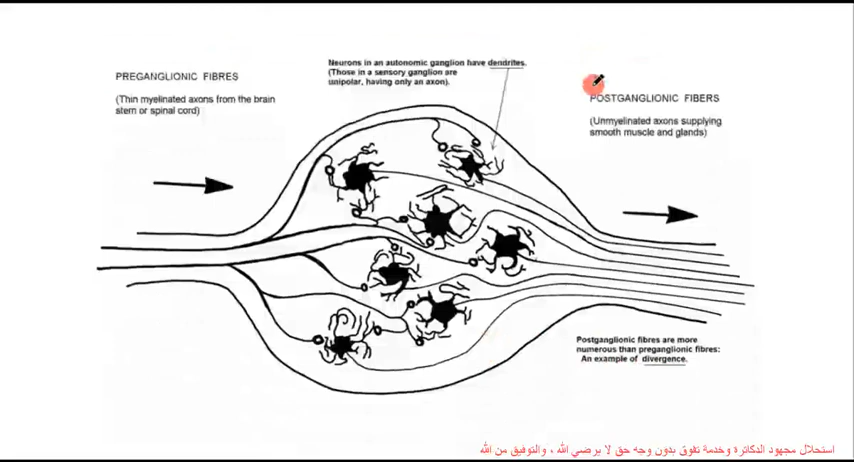 Neurons in an autonomic ganglion have dendrites.
(Those in a sensory ganglion are
unipolar, having only an axon).
PREGANGLIONIC FIBRES
(Thin myelinated axons from the brain
stem or spinal cord)
POSTGANGLIONIC FIBERS
(Unmyelinated axons supplying
smooth muscle and glands)
Postganglionic fibres are more
numerous than preganglionic fibres:
An example of divergence.
استحلال مجهود الدكاترة وخدمة تفوق بدون وجه حق لا يرضي الله ، والتوفيق من الله